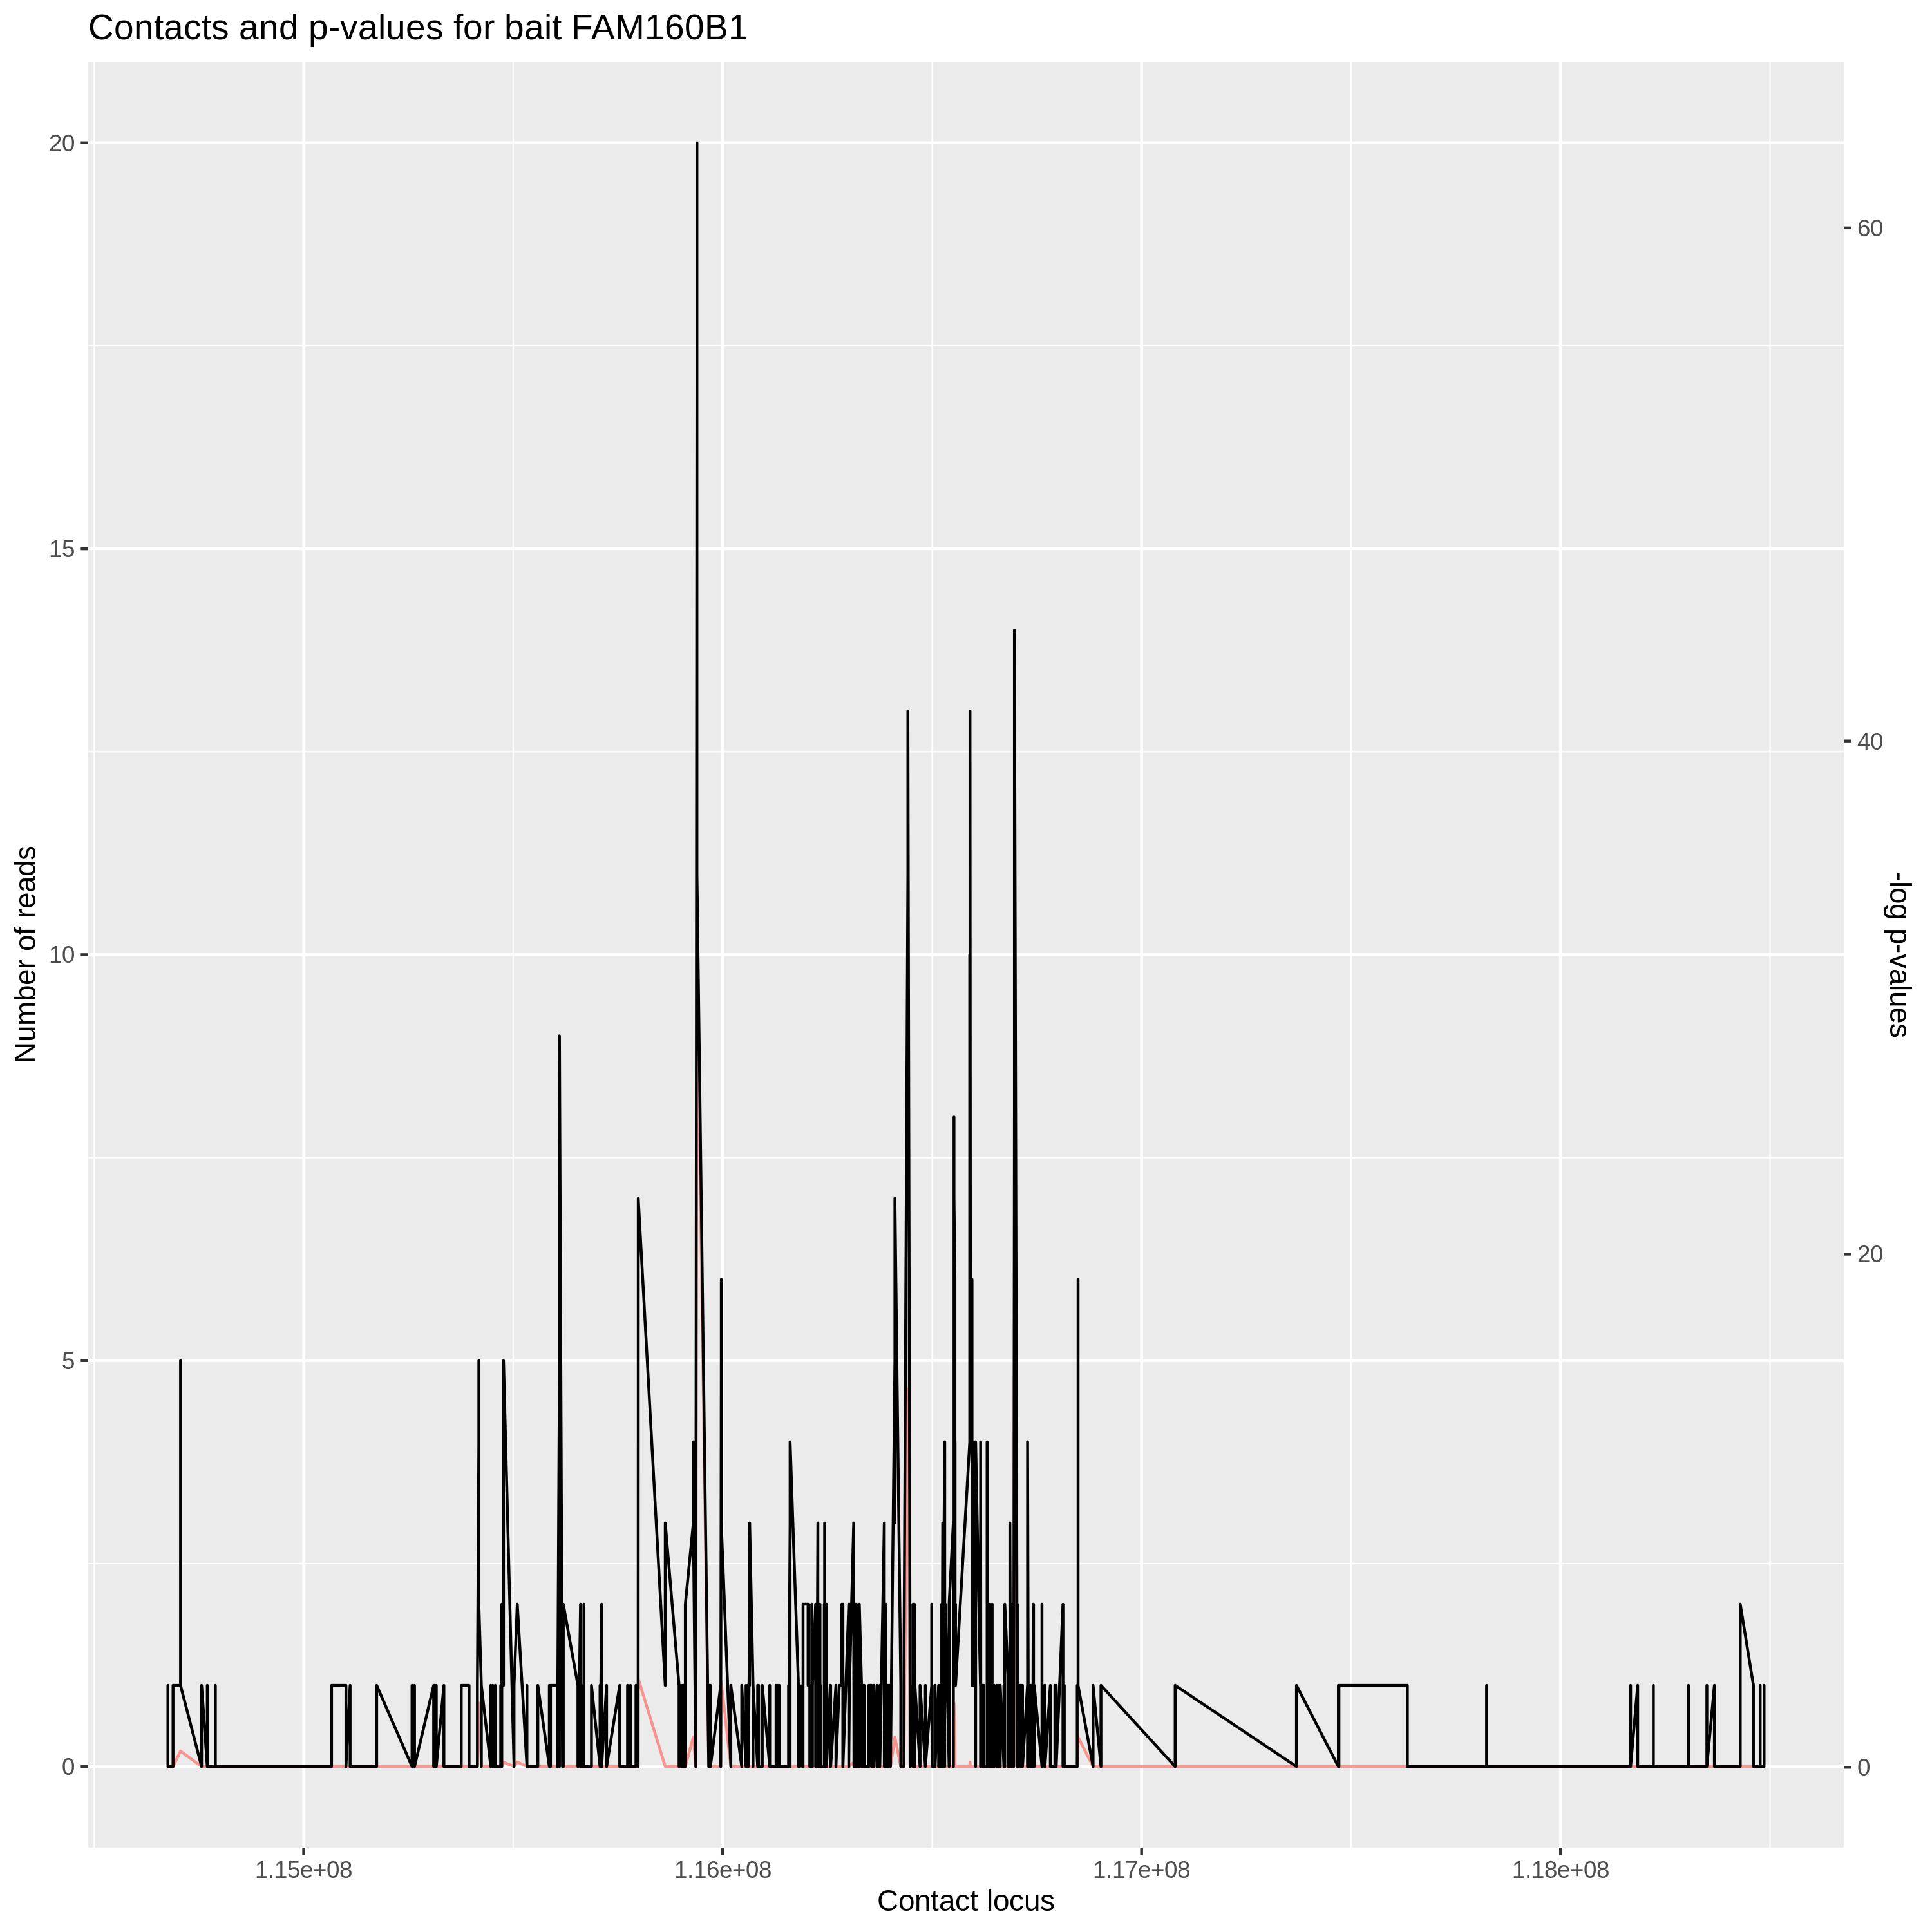 Contacts and p-values for bait FAM160B1
20
15
10
5
0
60
40
20
0
Number of reads
-log p-values
1.15e+08
1.16e+08
1.17e+08
1.18e+08
Contact locus